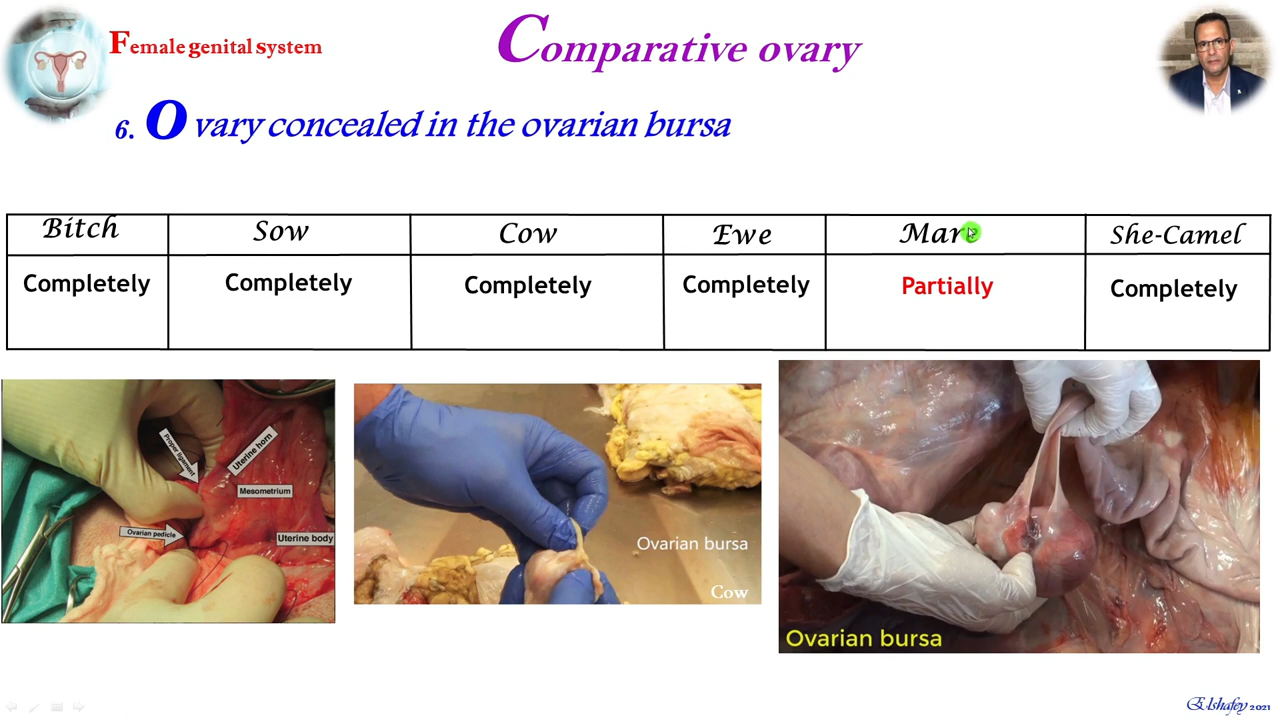 Female genital system
Comparative ovary
6. Ovary concealed in the ovarian bursa
Bitch Sow Cow Ewe Mare She-Camel
Completely Completely Completely Completely Partially Completely
Proper ligament
Uterine horn
Mesometrium
Ovarian pedicle
Uterine body
Ovarian bursa
Cow
Ovarian bursa
Elshafey 2021